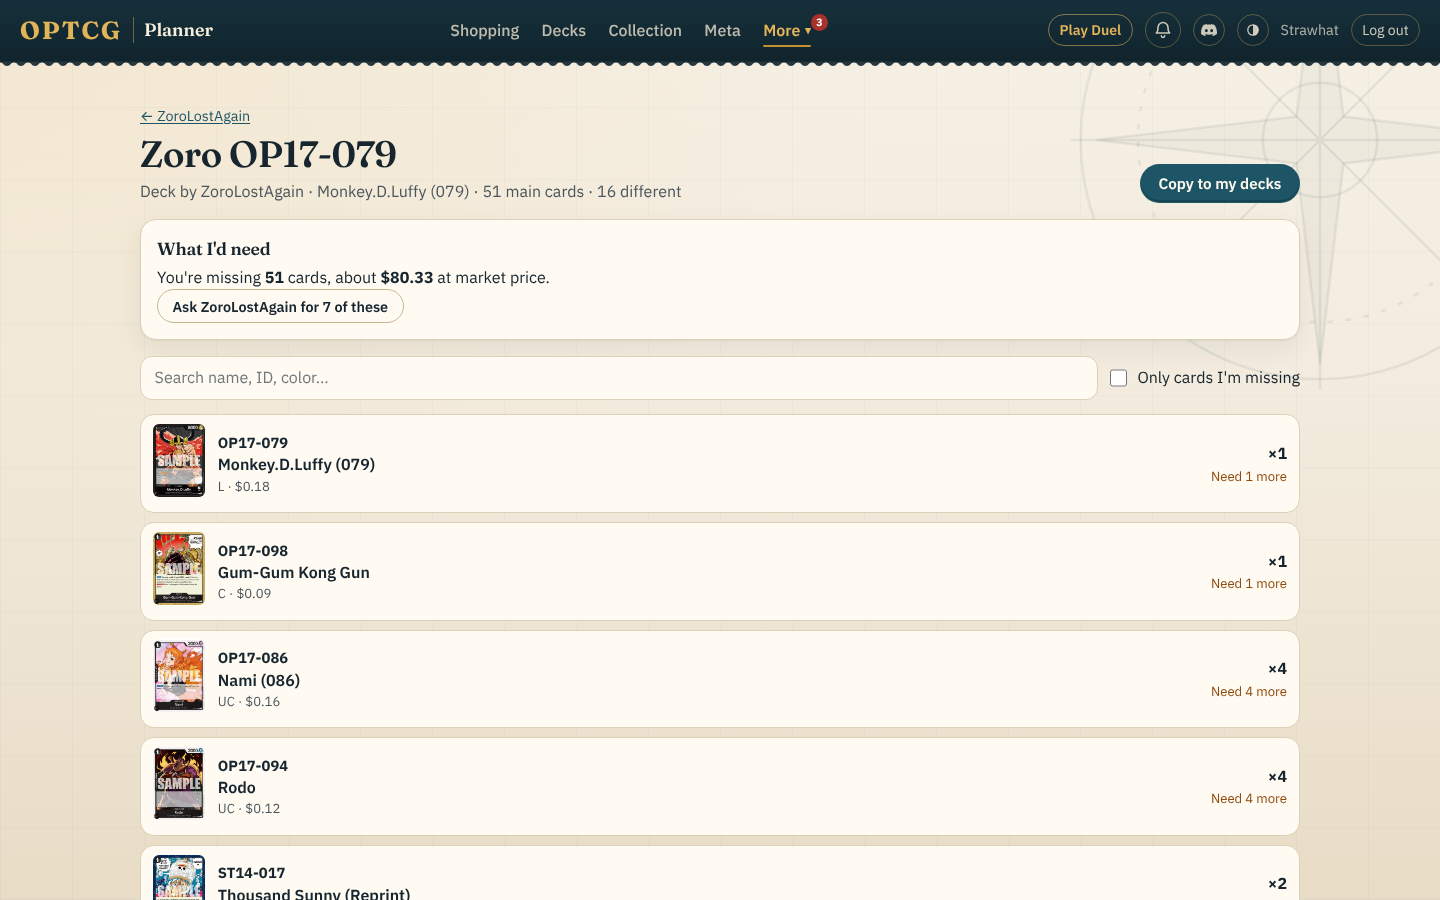 OPTCG Planner
Shopping Decks Collection Meta More ▾ 3
Play Duel Strawhat Log out
← ZoroLostAgain
Zoro OP17-079
Deck by ZoroLostAgain · Monkey.D.Luffy (079) · 51 main cards · 16 different
Copy to my decks
What I'd need
You're missing 51 cards, about $80.33 at market price.
Ask ZoroLostAgain for 7 of these
Search name, ID, color...
Only cards I'm missing
SAMPLE
OP17-079
Monkey.D.Luffy (079)
L · $0.18
×1
Need 1 more
SAMPLE
OP17-098
Gum-Gum Kong Gun
C · $0.09
×1
Need 1 more
SAMPLE
OP17-086
Nami (086)
UC · $0.16
×4
Need 4 more
SAMPLE
OP17-094
Rodo
UC · $0.12
×4
Need 4 more
SAMPLE
ST14-017
Thousand Sunny (Reprint)
×2